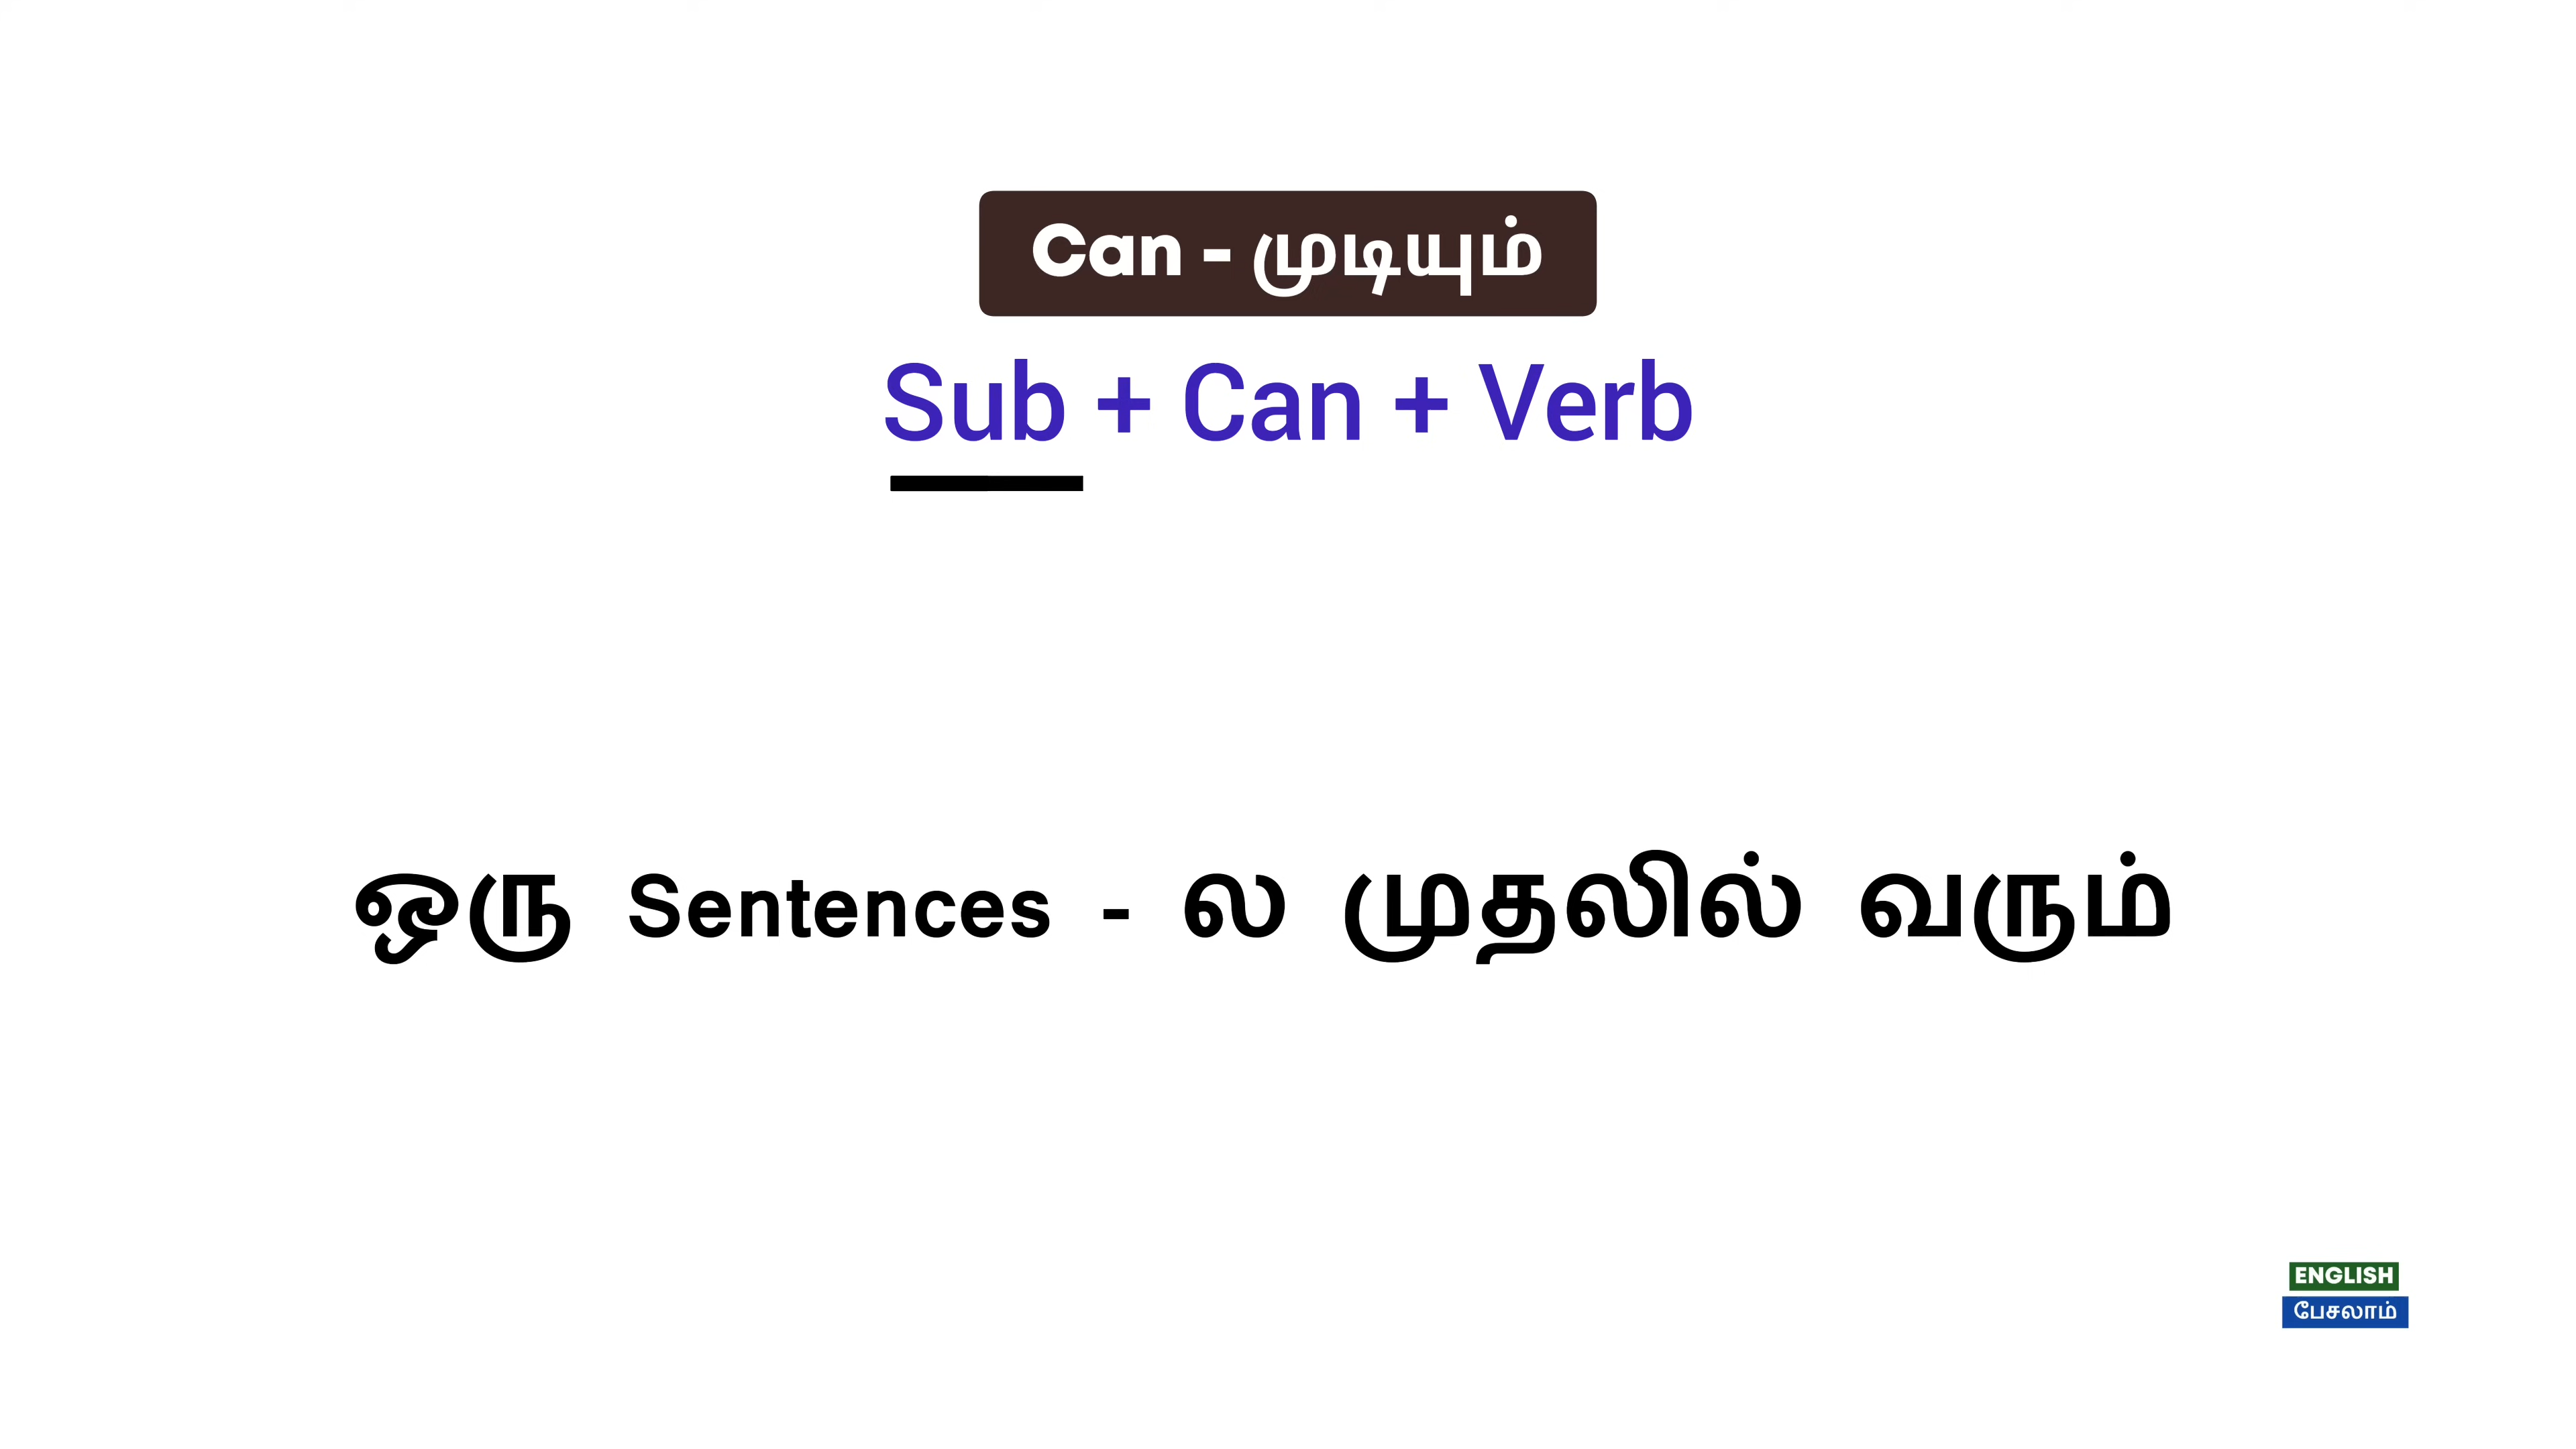 Can - முடியும்
Sub + Can + Verb
ஒரு Sentences - ல முதலில் வரும்
ENGLISH
பேசலாம்